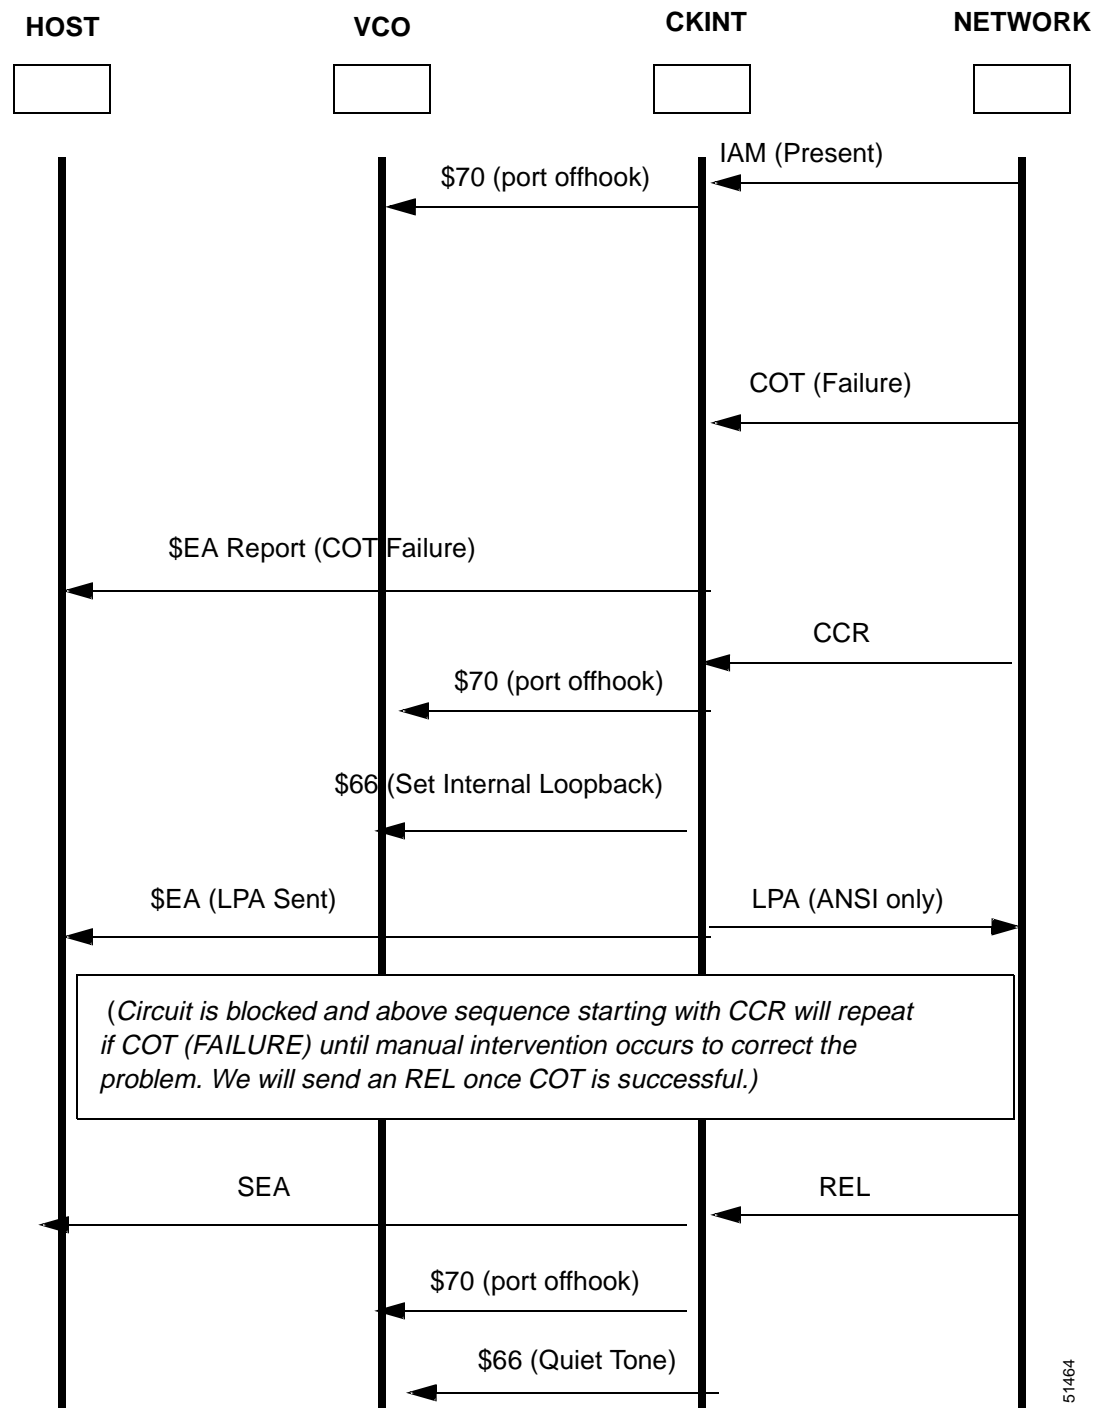 HOST
VCO
CKINT
NETWORK
IAM (Present)
$70 (port offhook)
COT (Failure)
$EA Report (COT Failure)
CCR
$70 (port offhook)
$66 (Set Internal Loopback)
$EA (LPA Sent)
LPA (ANSI only)
(Circuit is blocked and above sequence starting with CCR will repeat
if COT (FAILURE) until manual intervention occurs to correct the
problem. We will send an REL once COT is successful.)
SEA
REL
$70 (port offhook)
$66 (Quiet Tone)
51464